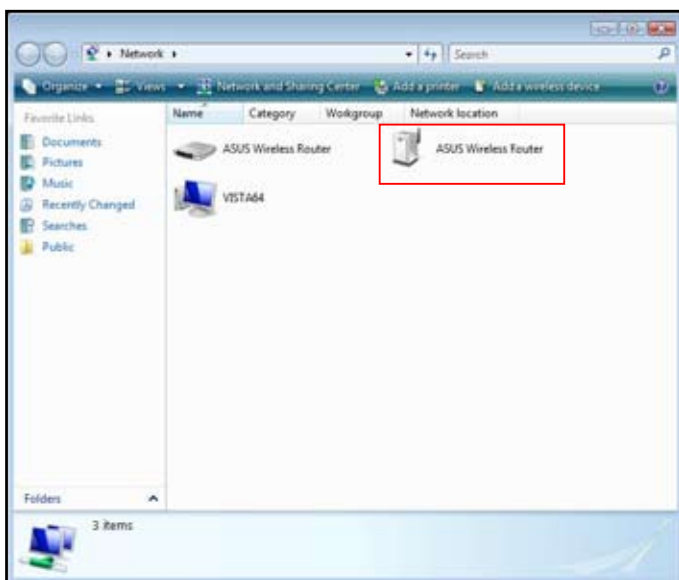 Network
Search
Organize Views Network and Sharing Center Add a printer Add a wireless device
Favorite Links
Name Category Workgroup Network location
Documents
Pictures
Music
Recently Changed
Searches
Public
ASUS Wireless Router
ASUS Wireless Router
VISTA64
Folders
3 items